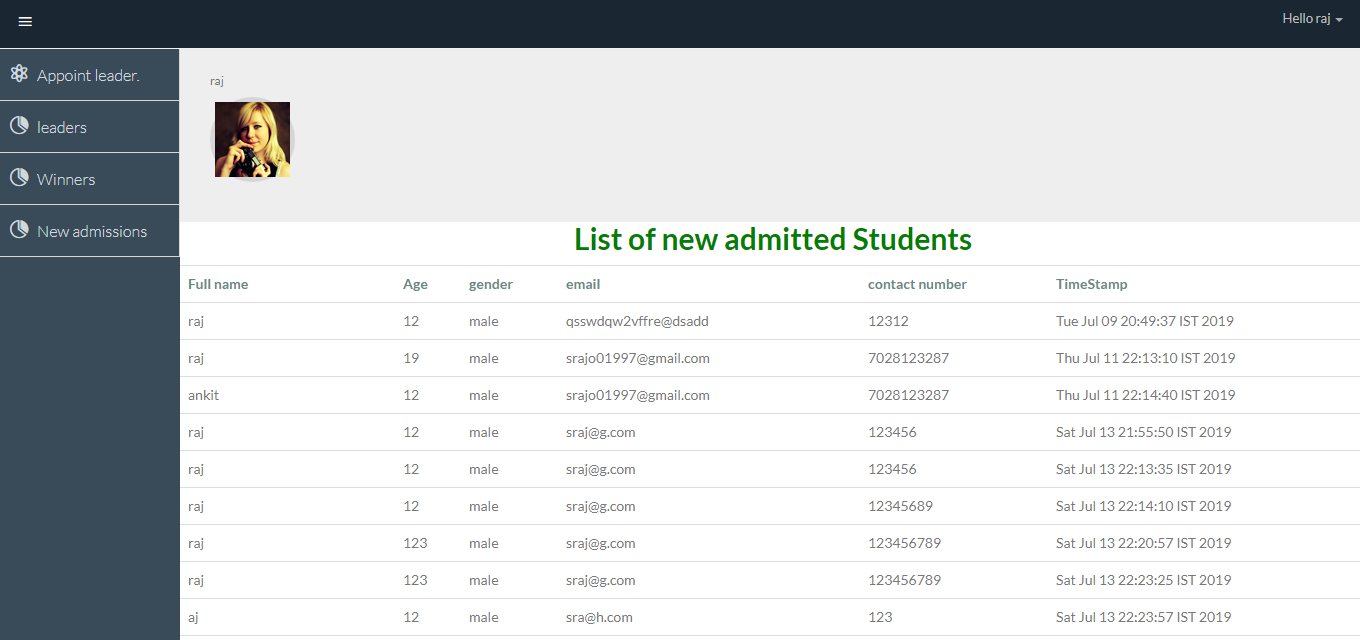 Hello raj
Appoint leader.
leaders
Winners
New admissions
raj
List of new admitted Students
Full name Age gender email contact number TimeStamp
raj 12 male qsswdqw2vffre@dsadd 12312 Tue Jul 09 20:49:37 IST 2019
raj 19 male srajo01997@gmail.com 7028123287 Thu Jul 11 22:13:10 IST 2019
ankit 12 male srajo01997@gmail.com 7028123287 Thu Jul 11 22:14:40 IST 2019
raj 12 male sraj@g.com 123456 Sat Jul 13 21:55:50 IST 2019
raj 12 male sraj@g.com 123456 Sat Jul 13 22:13:35 IST 2019
raj 12 male sraj@g.com 12345689 Sat Jul 13 22:14:10 IST 2019
raj 123 male sraj@g.com 123456789 Sat Jul 13 22:20:57 IST 2019
raj 123 male sraj@g.com 123456789 Sat Jul 13 22:23:25 IST 2019
aj 12 male sra@h.com 123 Sat Jul 13 22:23:57 IST 2019